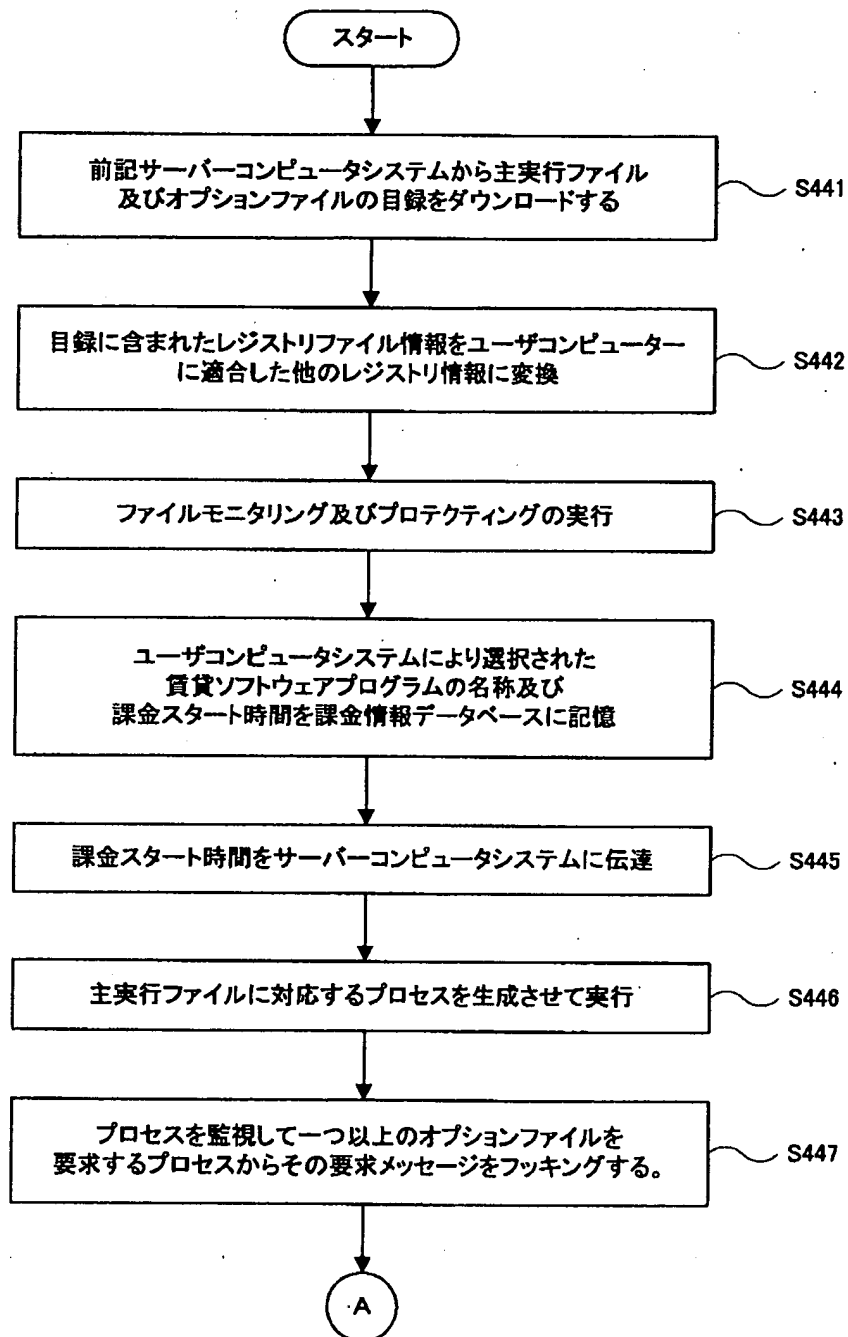 スタート
前記サーバーコンピュータシステムから主実行ファイル
及びオプションファイルの目録をダウンロードする
S441
目録に含まれたレジストリファイル情報をユーザコンピューター
に適合した他のレジストリ情報に変換
S442
ファイルモニタリング及びプロテクティングの実行
S443
ユーザコンピュータシステムにより選択された
賃貸ソフトウェアプログラムの名称及び
課金スタート時間を課金情報データベースに記憶
S444
課金スタート時間をサーバーコンピュータシステムに伝達
S445
主実行ファイルに対応するプロセスを生成させて実行
S446
プロセスを監視して一つ以上のオプションファイルを
要求するプロセスからその要求メッセージをフッキングする。
S447
A